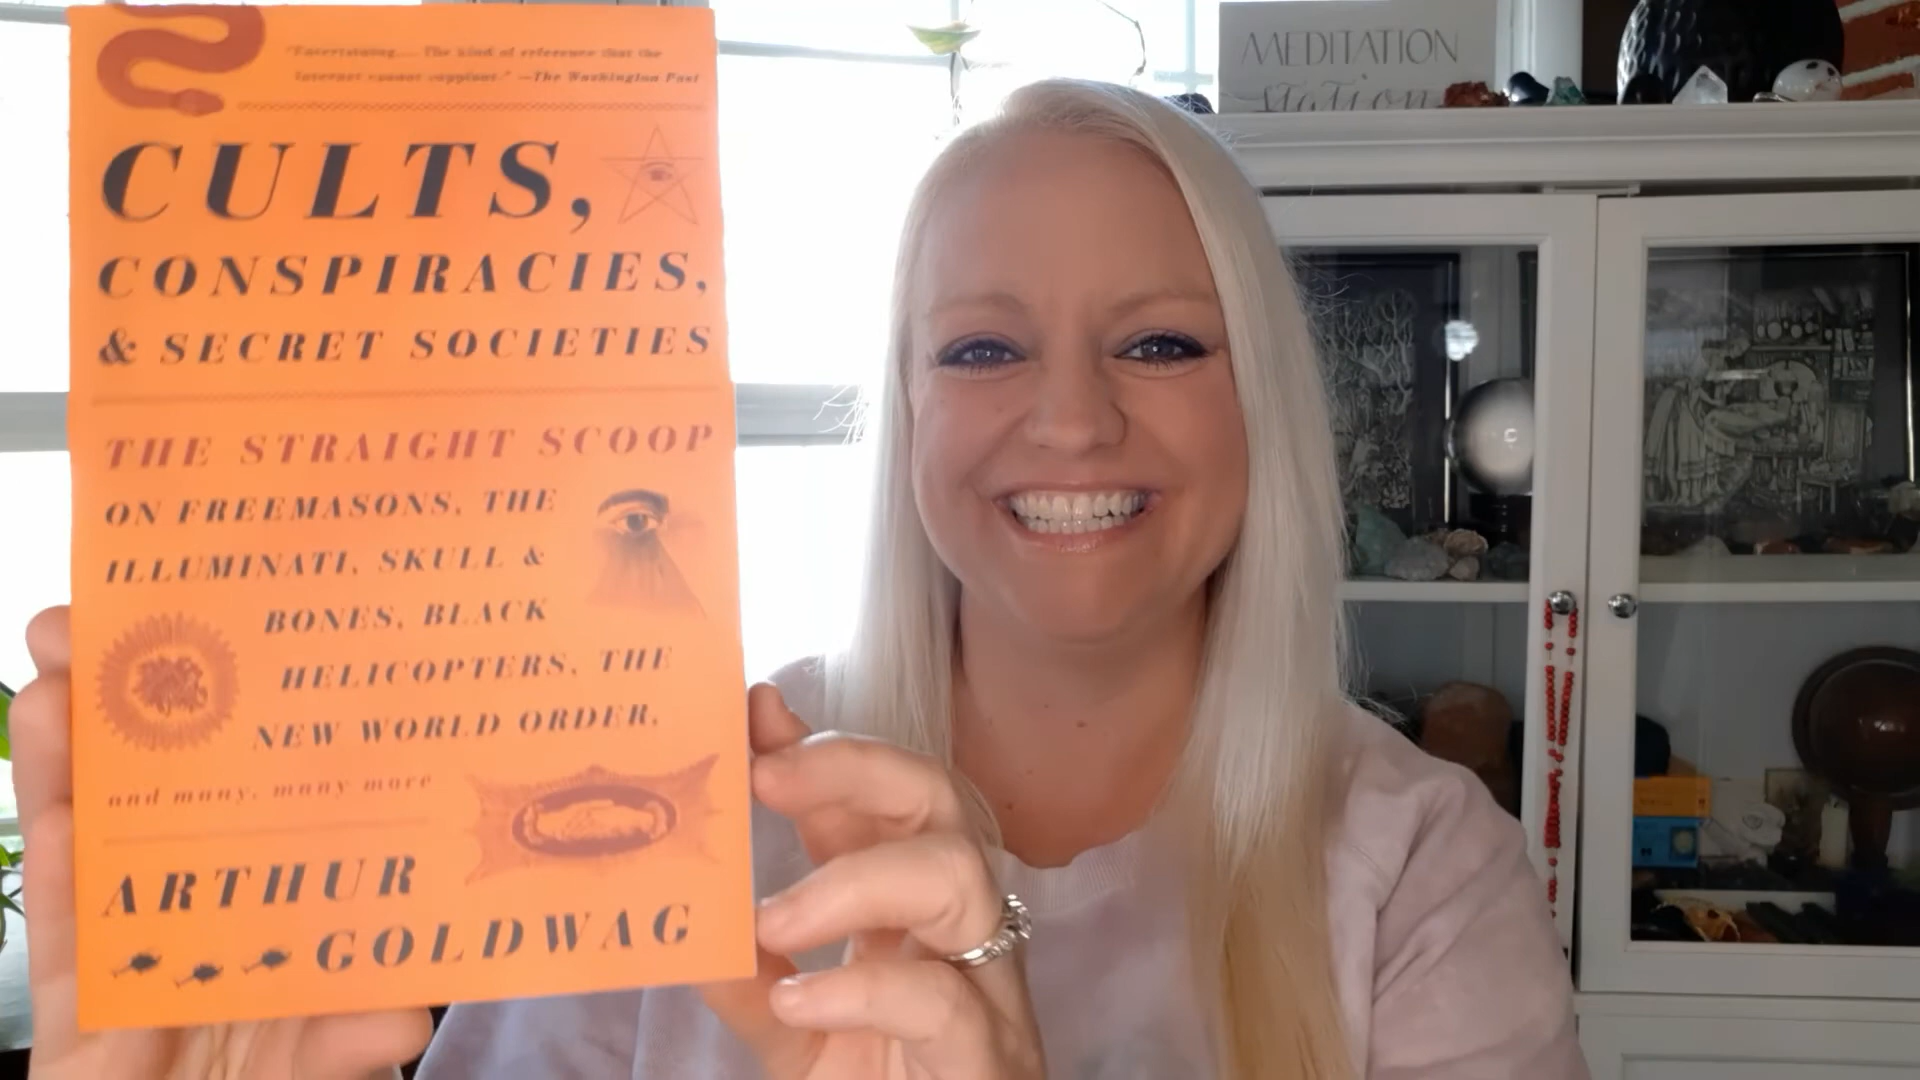 "Entertaining.... The kind of reference that the
Internet cannot supplant." —The Washington Post
CULTS,
CONSPIRACIES,
& SECRET SOCIETIES
THE STRAIGHT SCOOP
ON FREEMASONS, THE
ILLUMINATI, SKULL &
BONES, BLACK
HELICOPTERS, THE
NEW WORLD ORDER,
and many, many more
ARTHUR
GOLDWAG
MEDITATION
Station